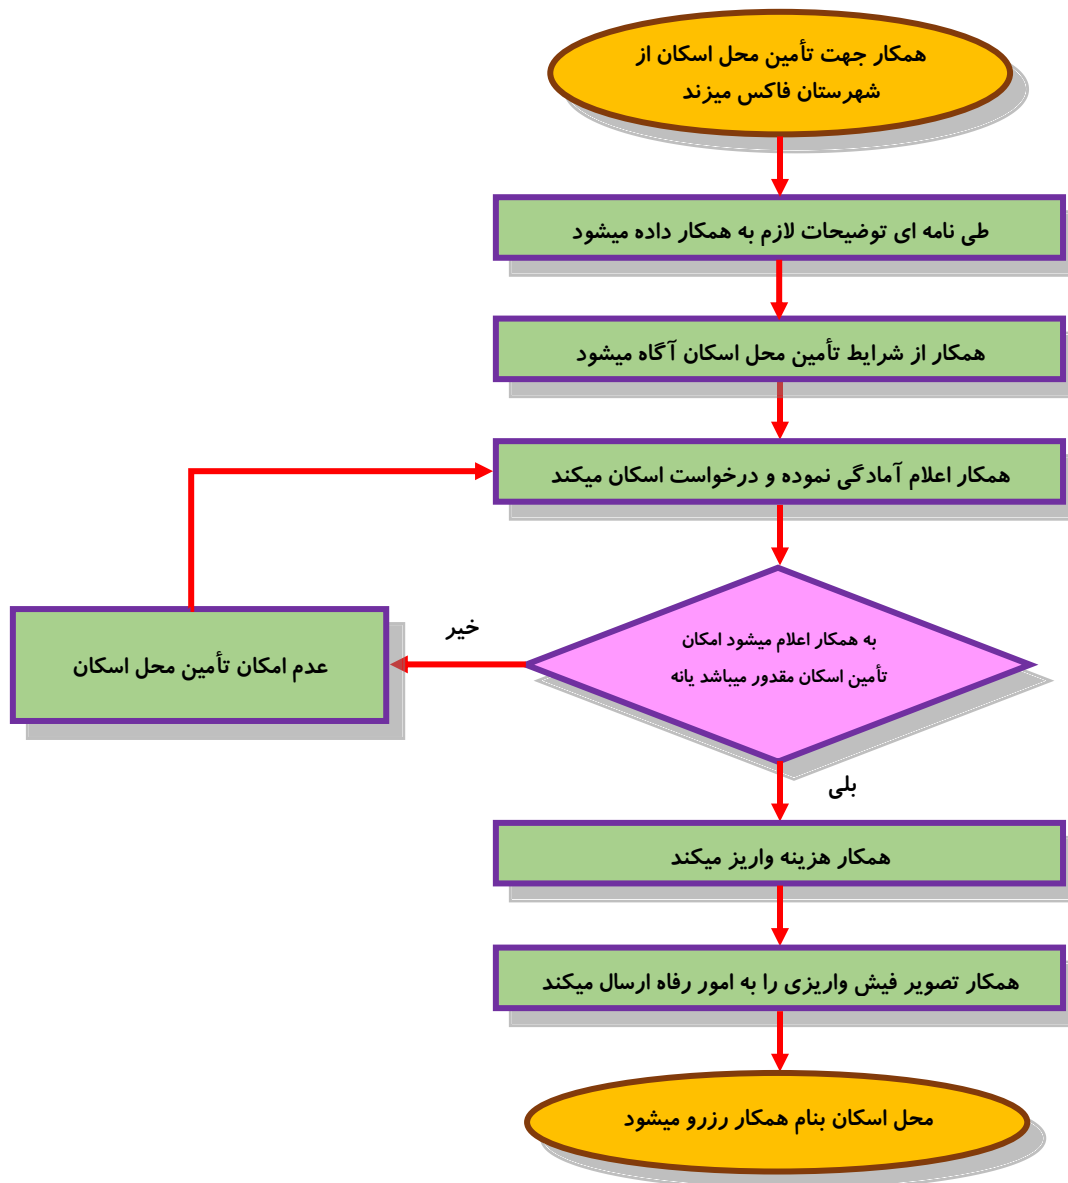 همکار جهت تأمین محل اسکان از
شهرستان فاکس میزند
طی نامه ای توضیحات لازم به همکار داده میشود
همکار از شرایط تأمین محل اسکان آگاه میشود
همکار اعلام آمادگی نموده و درخواست اسکان میکند
به همکار اعلام میشود امکان
تأمین اسکان مقدور میباشد یانه
خیر
عدم امکان تأمین محل اسکان
بلی
همکار هزینه واریز میکند
همکار تصویر فیش واریزی را به امور رفاه ارسال میکند
محل اسکان بنام همکار رزرو میشود